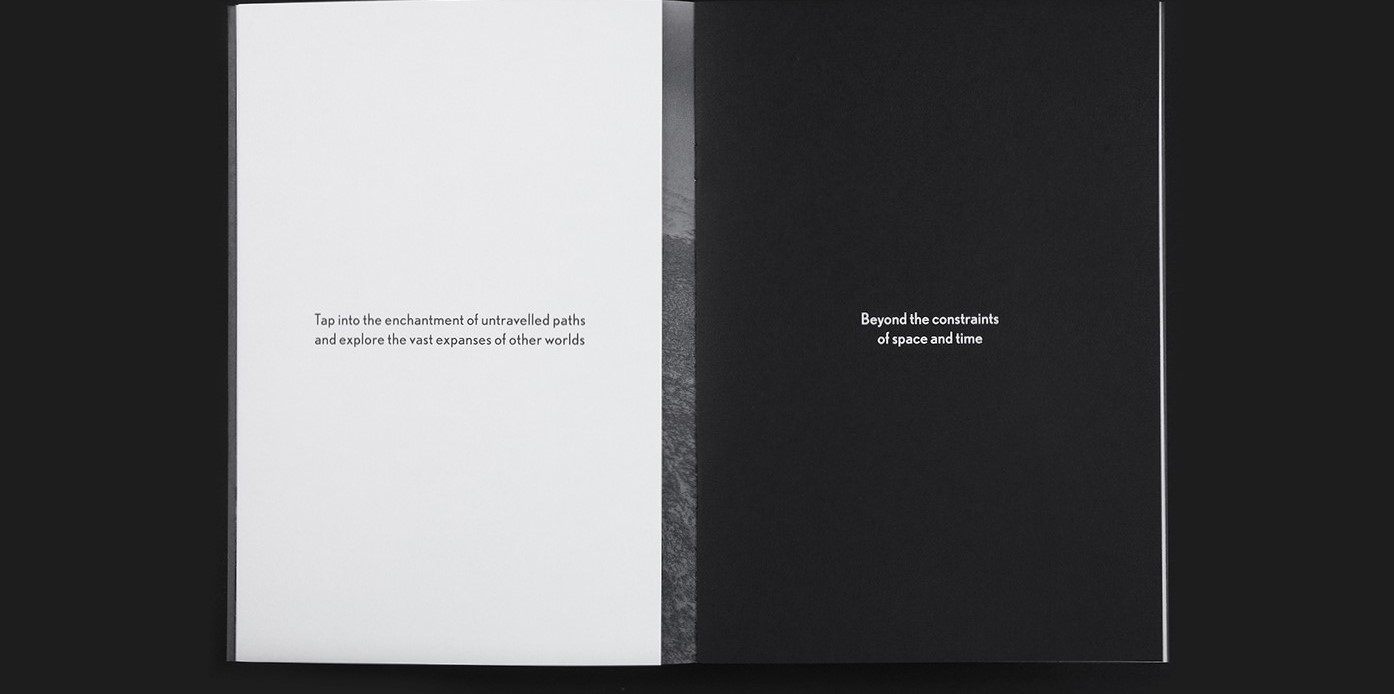 Tap into the enchantment of untravelled paths
and explore the vast expanses of other worlds
Beyond the constraints
of space and time